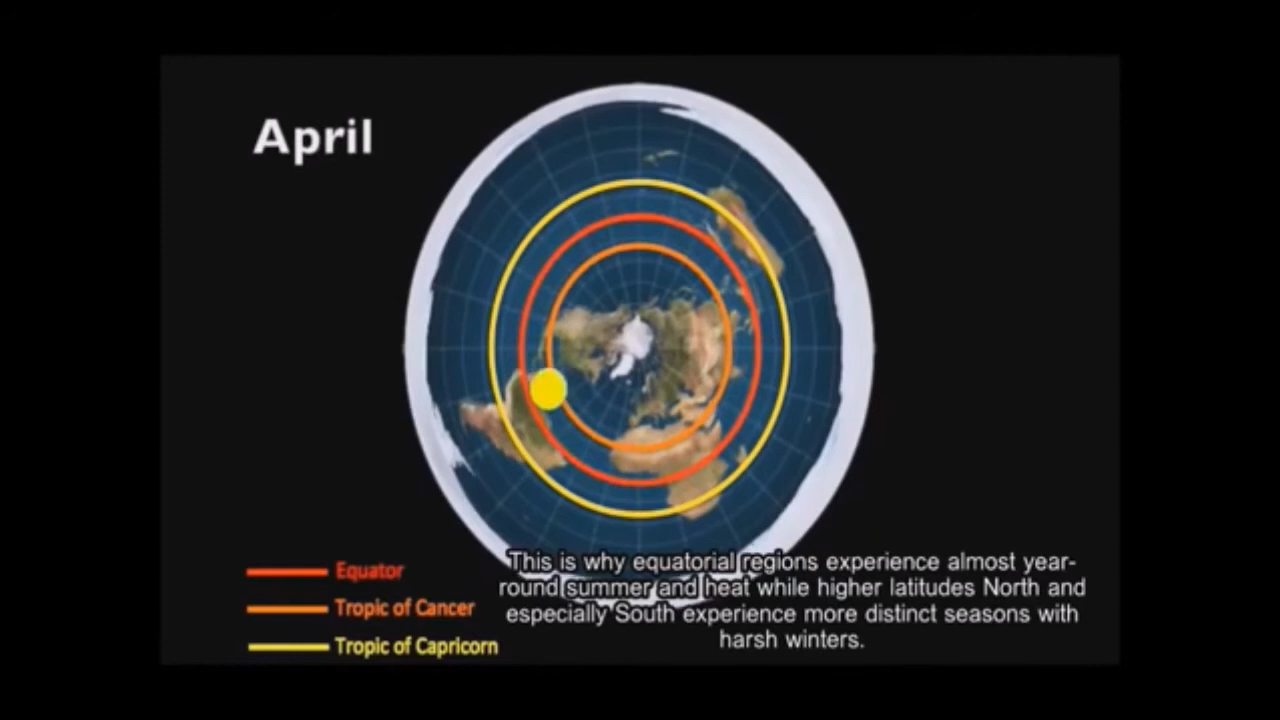 April
Equator
Tropic of Cancer
Tropic of Capricorn
This is why equatorial regions experience almost year-
round summer and heat while higher latitudes North and
especially South experience more distinct seasons with
harsh winters.